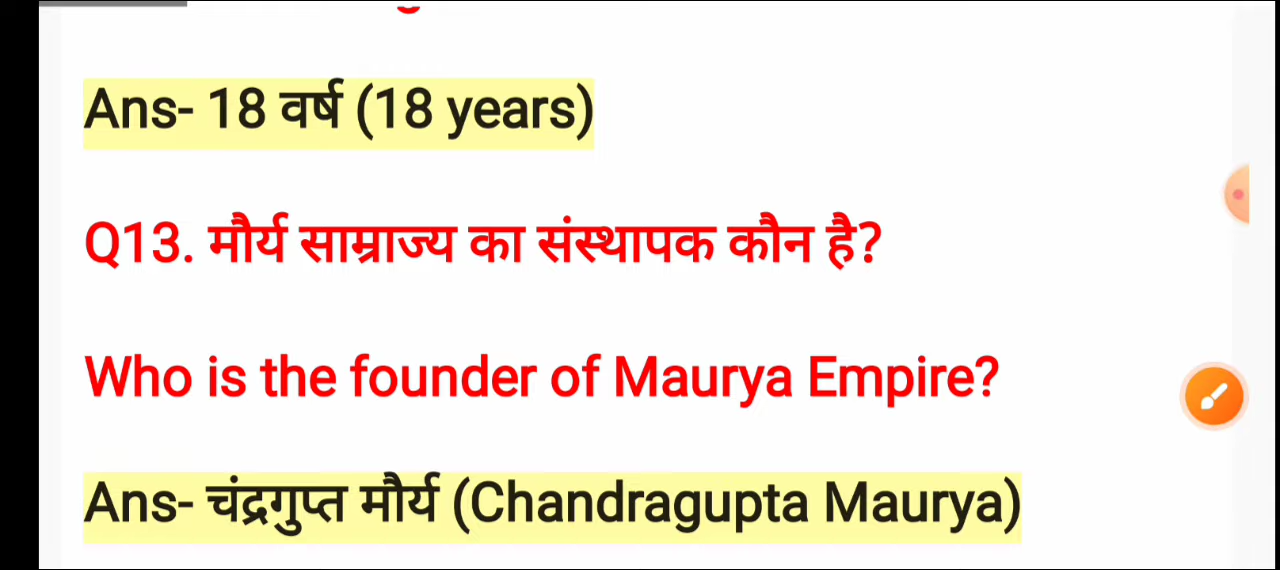 Ans- 18 वर्ष (18 years)
Q13. मौर्य साम्राज्य का संस्थापक कौन है?
Who is the founder of Maurya Empire?
Ans- चंद्रगुप्त मौर्य (Chandragupta Maurya)